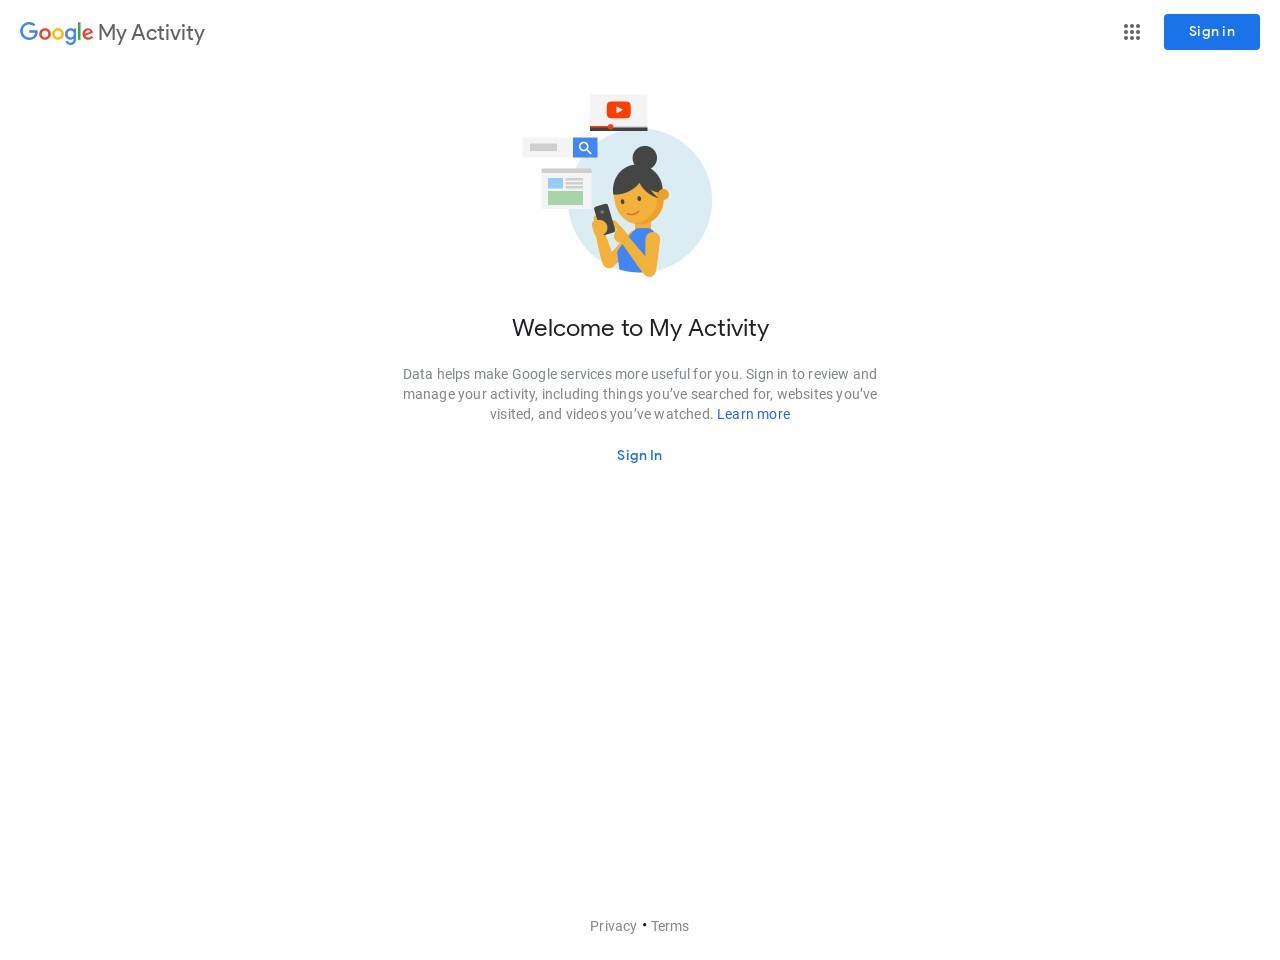 Google My Activity
Sign in
Welcome to My Activity
Data helps make Google services more useful for you. Sign in to review and
manage your activity, including things you’ve searched for, websites you’ve
visited, and videos you’ve watched. Learn more
Sign In
Privacy • Terms